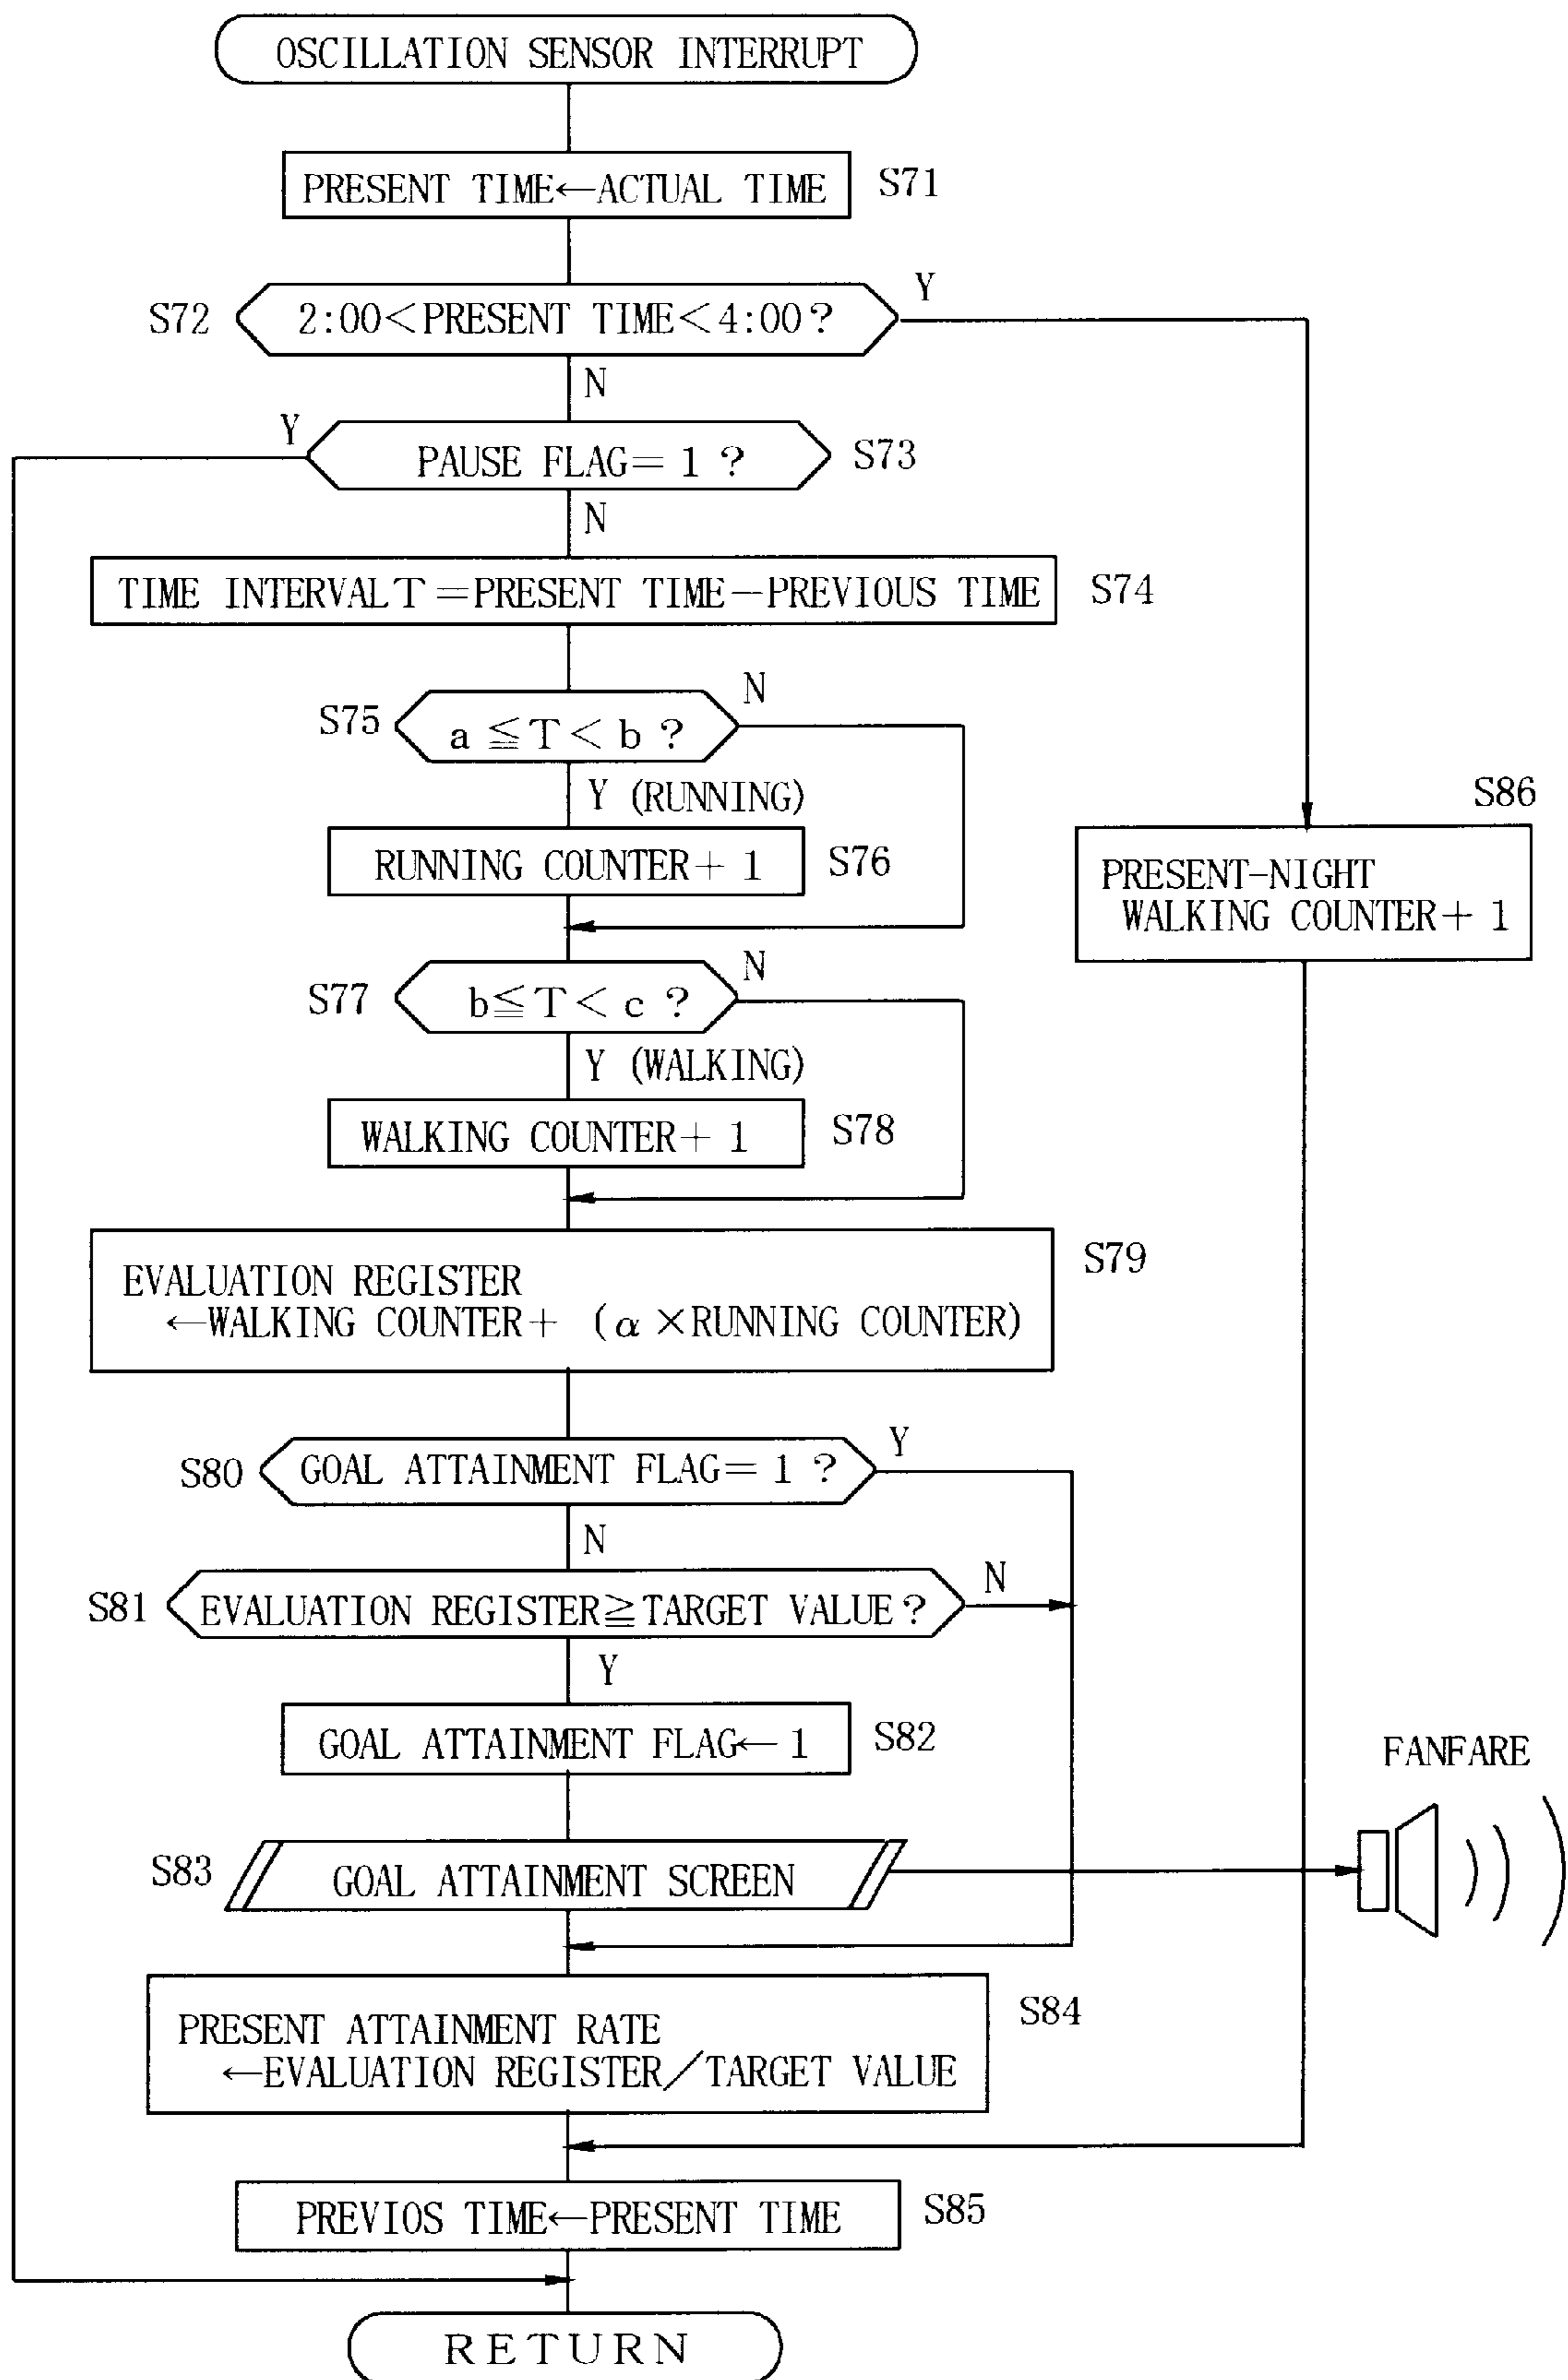 OSCILLATION SENSOR INTERRUPT
PRESENT TIME←ACTUAL TIME
S71
S72
2:00<PRESENT TIME<4:00?
Y
N
Y
PAUSE FLAG=1?
S73
N
TIME INTERVAL T=PRESENT TIME−PREVIOUS TIME
S74
S75
a≦T<b?
N
Y (RUNNING)
RUNNING COUNTER+1
S76
S86
PRESENT-NIGHT
WALKING COUNTER+1
S77
b≦T<c?
N
Y (WALKING)
WALKING COUNTER+1
S78
EVALUATION REGISTER
←WALKING COUNTER+ (α×RUNNING COUNTER)
S79
S80
GOAL ATTAINMENT FLAG=1?
Y
N
S81
EVALUATION REGISTER≧TARGET VALUE?
N
Y
GOAL ATTAINMENT FLAG←1
S82
FANFARE
S83
GOAL ATTAINMENT SCREEN
PRESENT ATTAINMENT RATE
←EVALUATION REGISTER/TARGET VALUE
S84
PREVIOS TIME←PRESENT TIME
S85
RETURN